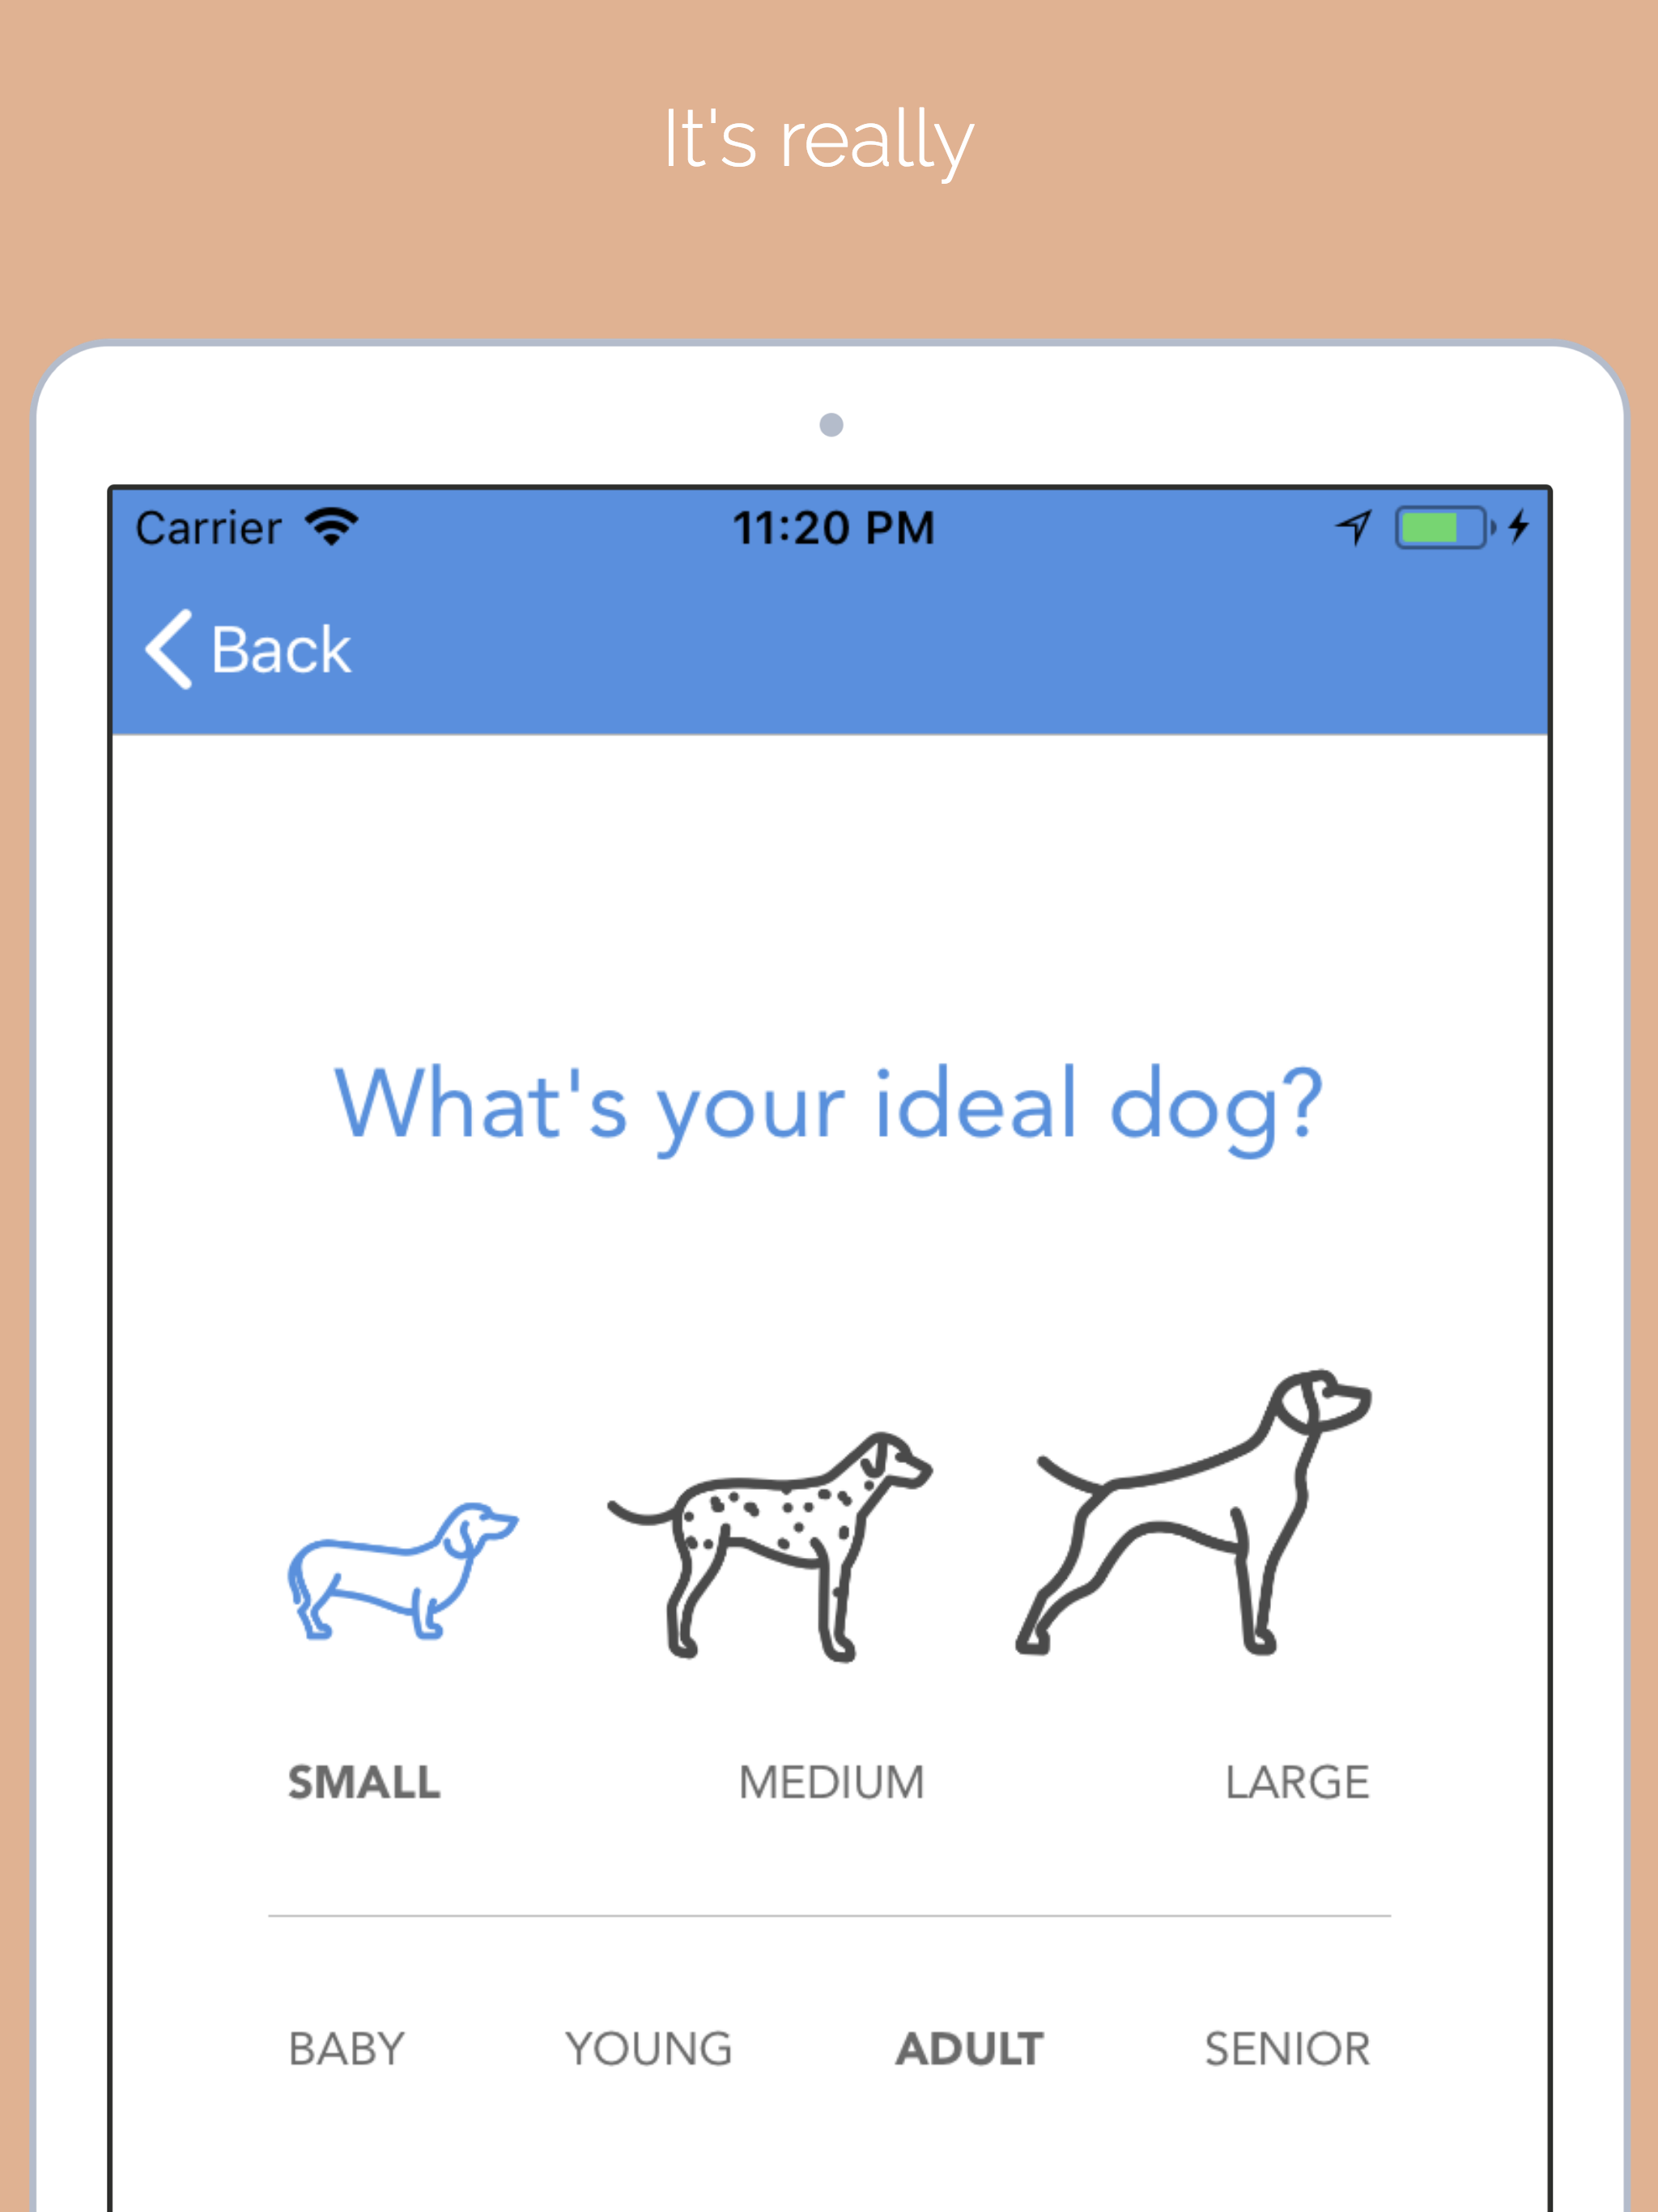 It's really
Carrier 11:20 PM
Back
What's your ideal dog?
SMALL MEDIUM LARGE
BABY YOUNG ADULT SENIOR